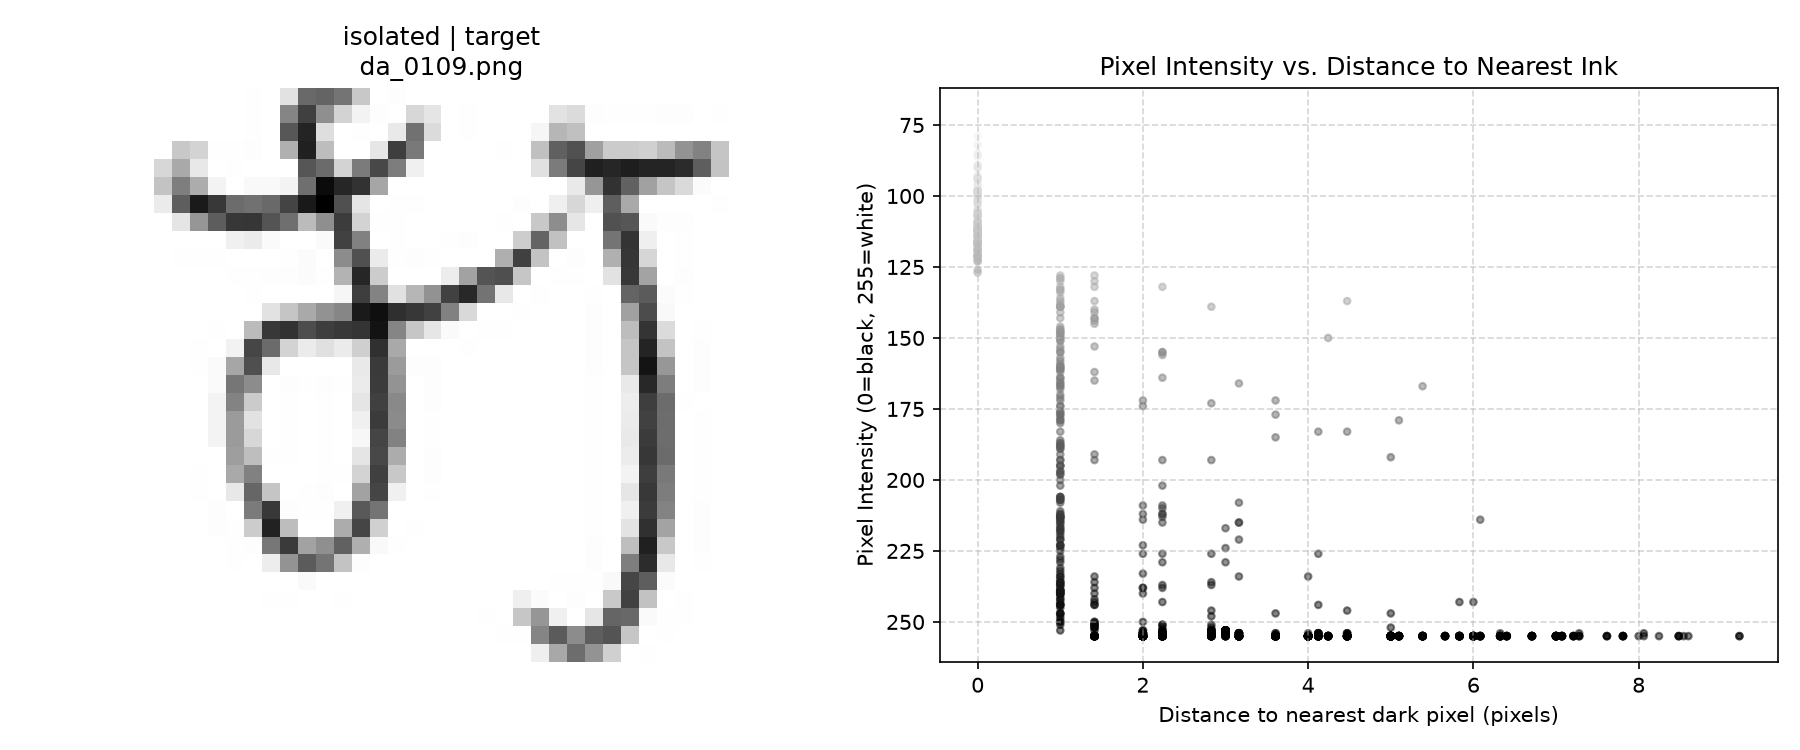 isolated | target
da_0109.png
Pixel Intensity vs. Distance to Nearest Ink
Pixel Intensity (0=black, 255=white)
75
100
125
150
175
200
225
250
0 2 4 6 8
Distance to nearest dark pixel (pixels)